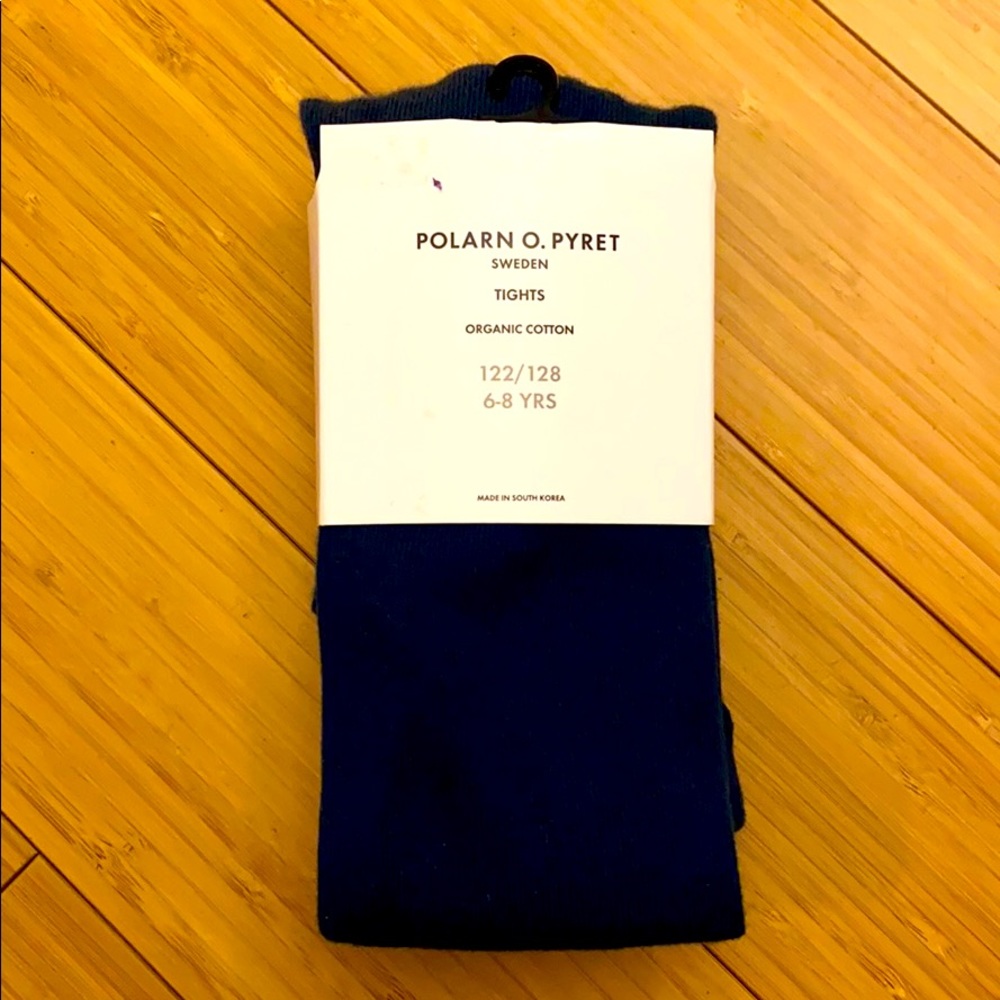 POLARN O. PYRET
SWEDEN
TIGHTS
ORGANIC COTTON
122/128
6-8 YRS
MADE IN SOUTH KOREA